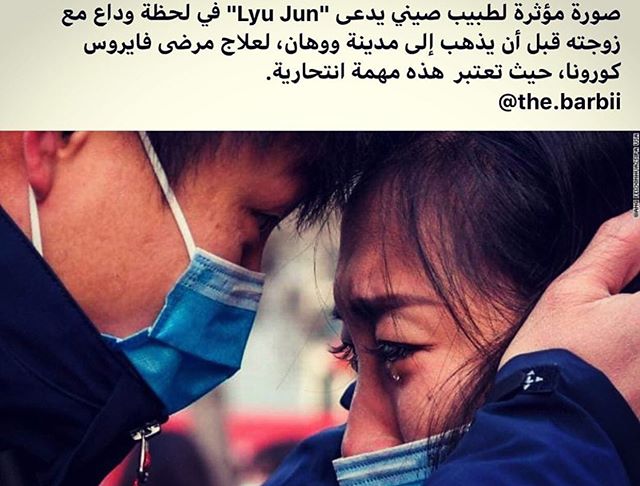 صورة مؤثرة لطبيب صيني يدعى "Lyu Jun" في لحظة وداع مع
زوجته قبل أن يذهب إلى مدينة ووهان، لعلاج مرضى فايروس
كورونا، حيث تعتبر هذه مهمة انتحارية.
@the.barbii